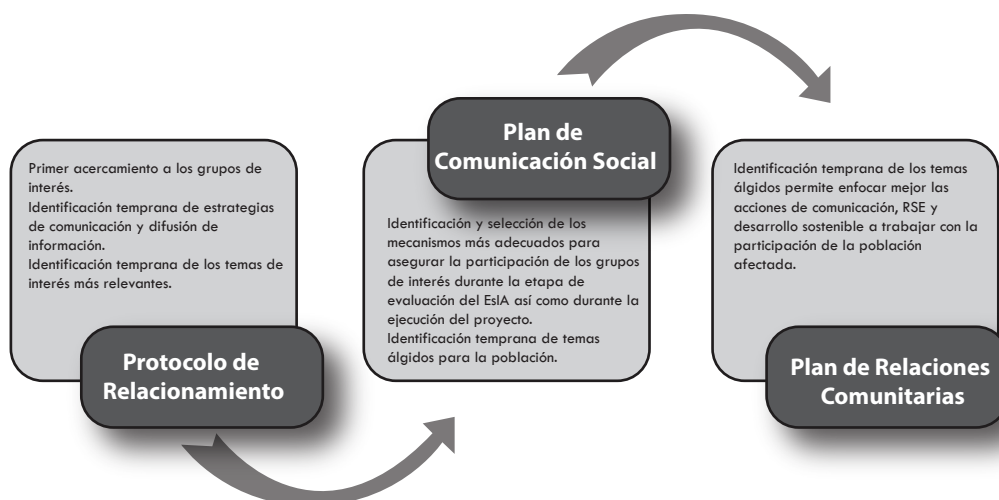 Primer acercamiento a los grupos de
interés.
Identificación temprana de estrategias
de comunicación y difusión de
información.
Identificación temprana de los temas de
interés más relevantes.
Protocolo de
Relacionamiento
Plan de
Comunicación Social
Identificación y selección de los
mecanismos más adecuados para
asegurar la participación de los grupos
de interés durante la etapa de
evaluación del EsIA así como durante la
ejecución del proyecto.
Identificación temprana de temas
álgidos para la población.
Identificación temprana de los temas
álgidos permite enfocar mejor las
acciones de comunicación, RSE y
desarrollo sostenible a trabajar con la
participación de la población
afectada.
Plan de Relaciones
Comunitarias